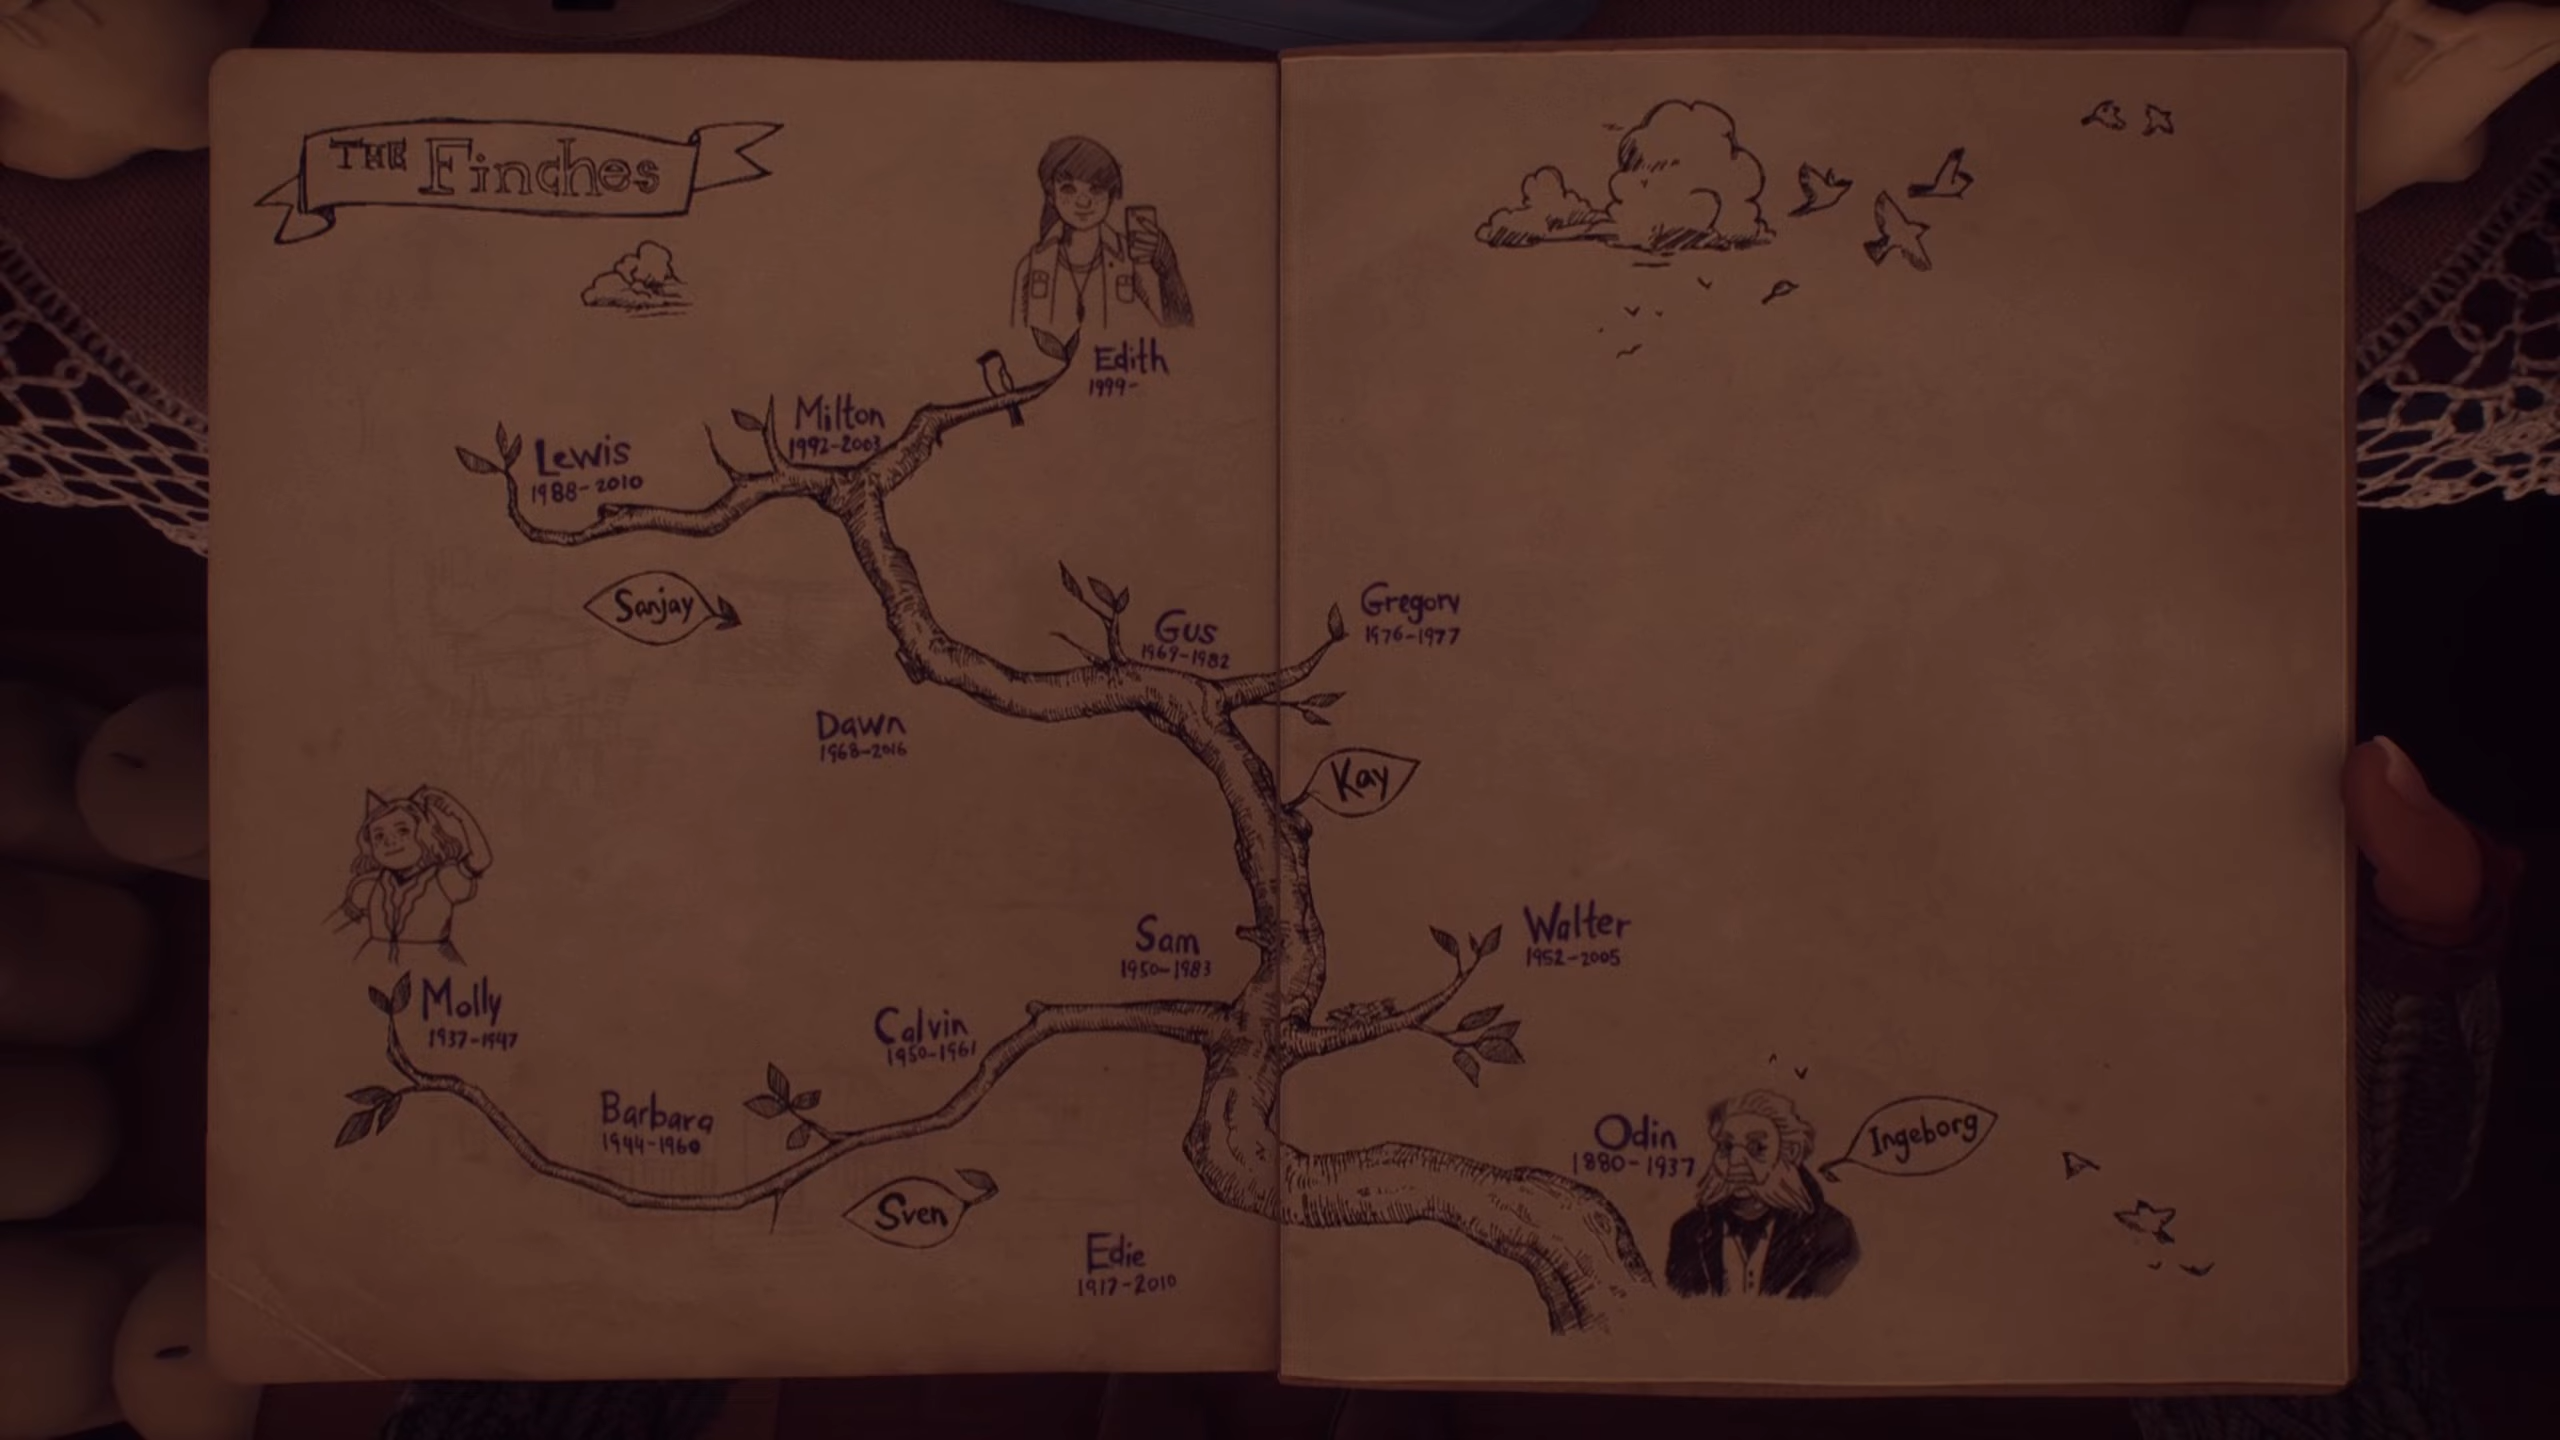 THE Finches
Edith
1999-
Milton
1992-2003
Lewis
1988-2010
Sanjay
Gus
1969-1982
Gregory
1976-1977
Dawn
1968-2016
Kay
Sam
1950-1983
Walter
1952-2005
Molly
1937-1947
Calvin
1950-1961
Barbara
1944-1960
Sven
Odin
1880-1937
Ingeborg
Edie
1917-2010